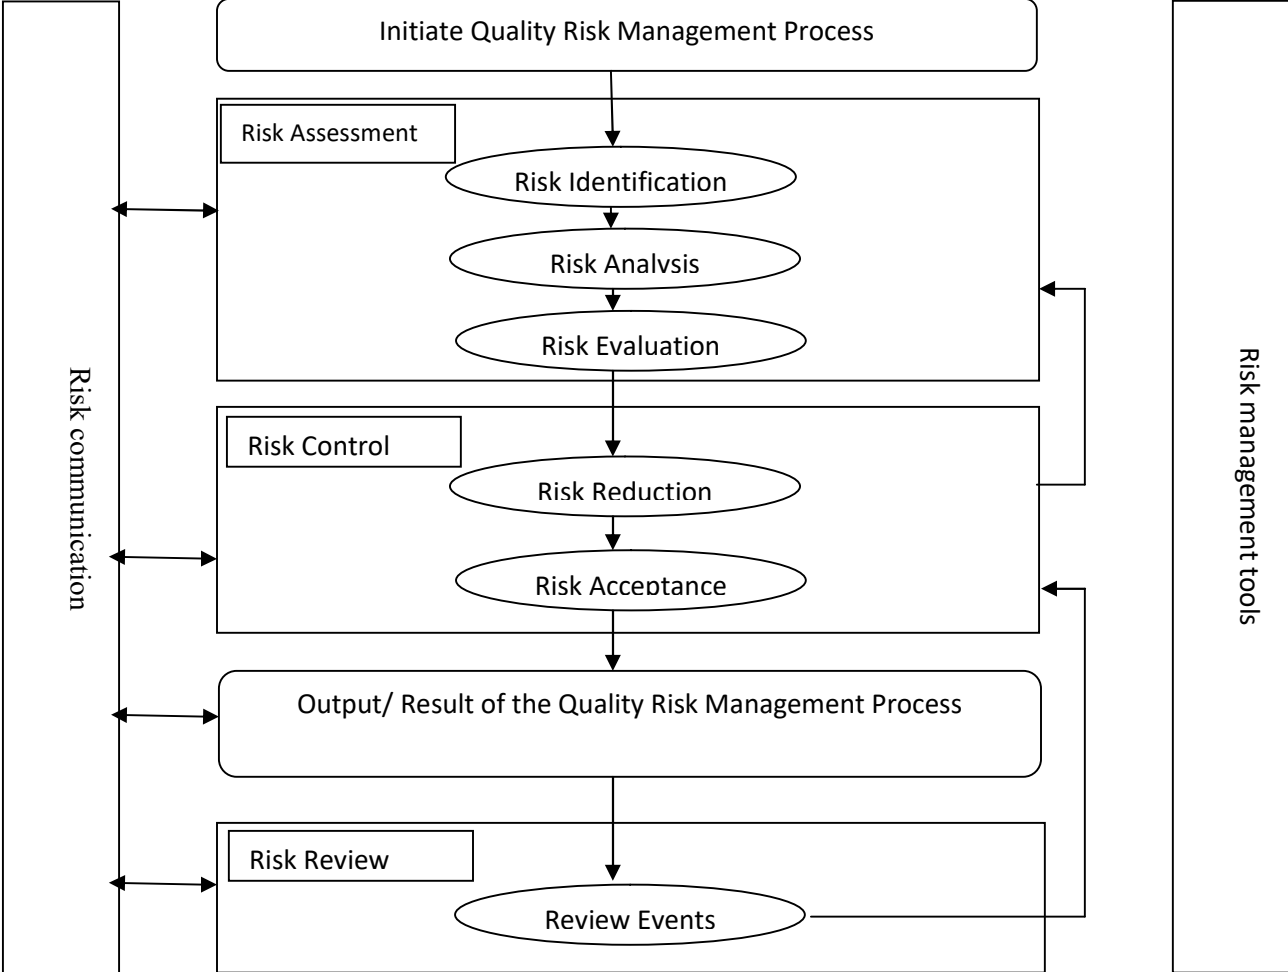 Initiate Quality Risk Management Process
Risk Assessment
Risk Identification
Risk Analysis
Risk Evaluation
Risk Control
Risk Reduction
Risk Acceptance
Output/ Result of the Quality Risk Management Process
Risk Review
Review Events
Risk communication
Risk management tools